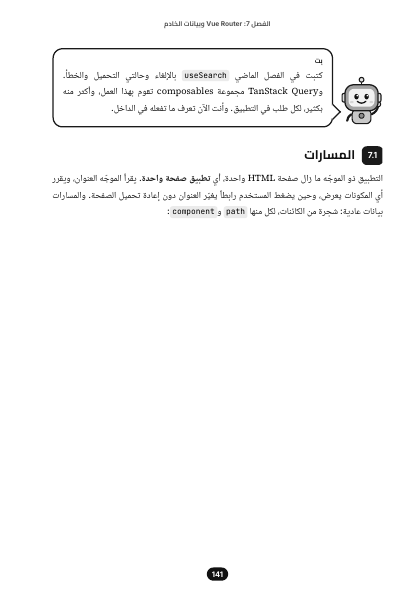 الفصل 7: Vue Router وبيانات الخادم
بِت
كتبت في الفصل الماضي useSearch بالإلغاء وحالتي التحميل والخطأ.
وTanStack Query مجموعة composables تقوم بهذا العمل، وأكثر منه
بكثير، لكل طلب في التطبيق. وأنت الآن تعرف ما تفعله في الداخل.
7.1 المسارات
التطبيق ذو الموجّه ما زال صفحة HTML واحدة، أي تطبيق صفحة واحدة. يقرأ الموجّه العنوان، ويقرر
أي المكونات يعرض، وحين يضغط المستخدم رابطاً يغيّر العنوان دون إعادة تحميل الصفحة. والمسارات
بيانات عادية: شجرة من الكائنات، لكل منها path و component:
141